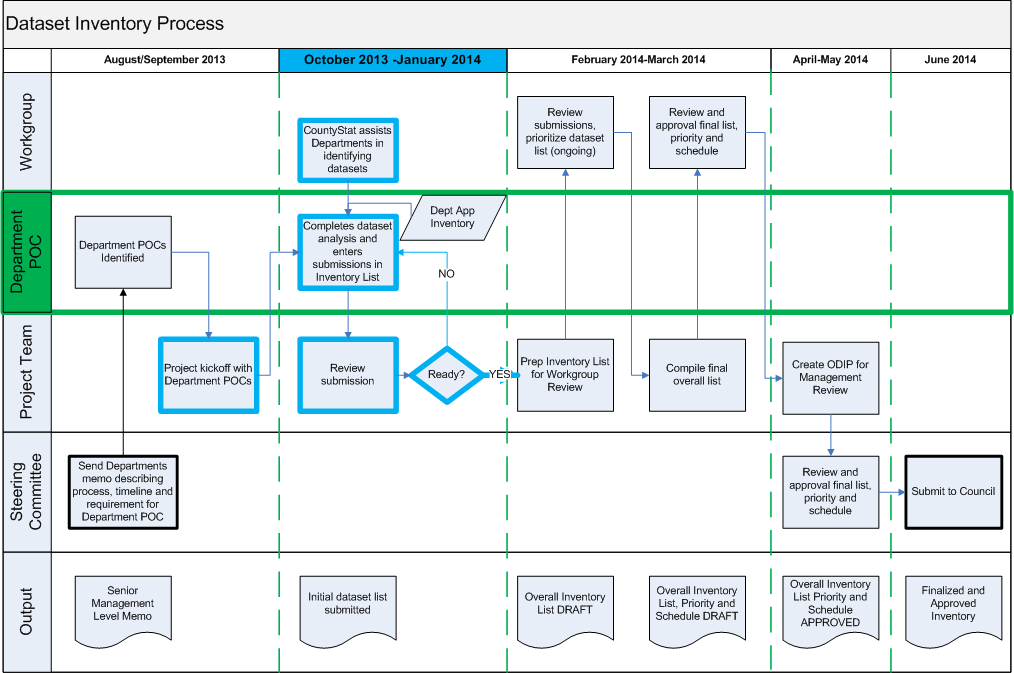 Dataset Inventory Process
August/September 2013
October 2013 -January 2014
February 2014-March 2014
April-May 2014
June 2014
Workgroup
CountyStat assists
Departments in
identifying
datasets
Review
submissions,
prioritize dataset
list (ongoing)
Review and
approval final list,
priority and
schedule
Department
POC
Department POCs
Identified
Completes dataset
analysis and
enters
submissions in
Inventory List
Dept App
Inventory
NO
Project Team
Project kickoff with
Department POCs
Review
submission
Ready?
YES
Prep Inventory List
for Workgroup
Review
Compile final
overall list
Create ODIP for
Management
Review
Steering
Committee
Send Departments
memo describing
process, timeline and
requirement for
Department POC
Review and
approval final list,
priority and
schedule
Submit to Council
Output
Senior
Management
Level Memo
Initial dataset list
submitted
Overall Inventory
List DRAFT
Overall Inventory
List, Priority and
Schedule DRAFT
Overall Inventory
List Priority and
Schedule
APPROVED
Finalized and
Approved
Inventory